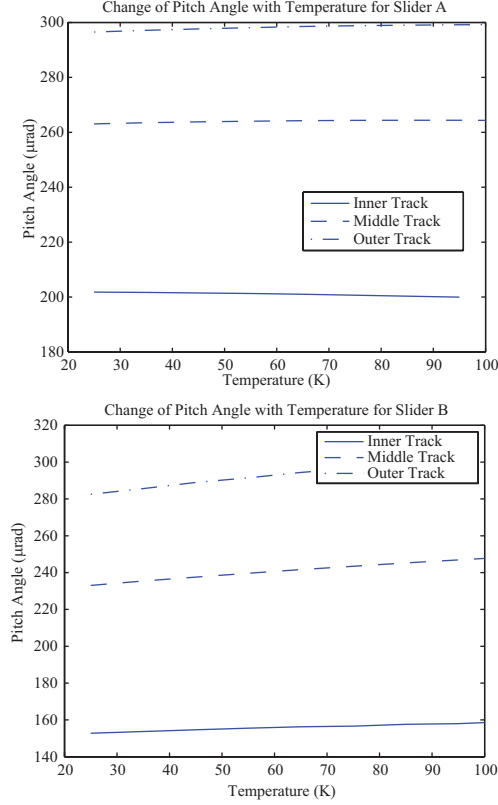 Change of Pitch Angle with Temperature for Slider A
300
280
260
240
220
200
180
Pitch Angle (µrad)
Inner Track
Middle Track
Outer Track
20 30 40 50 60 70 80 90 100
Temperature (K)
Change of Pitch Angle with Temperature for Slider B
320
300
280
260
240
220
200
180
160
140
Pitch Angle (µrad)
Inner Track
Middle Track
Outer Track
20 30 40 50 60 70 80 90 100
Temperature (K)